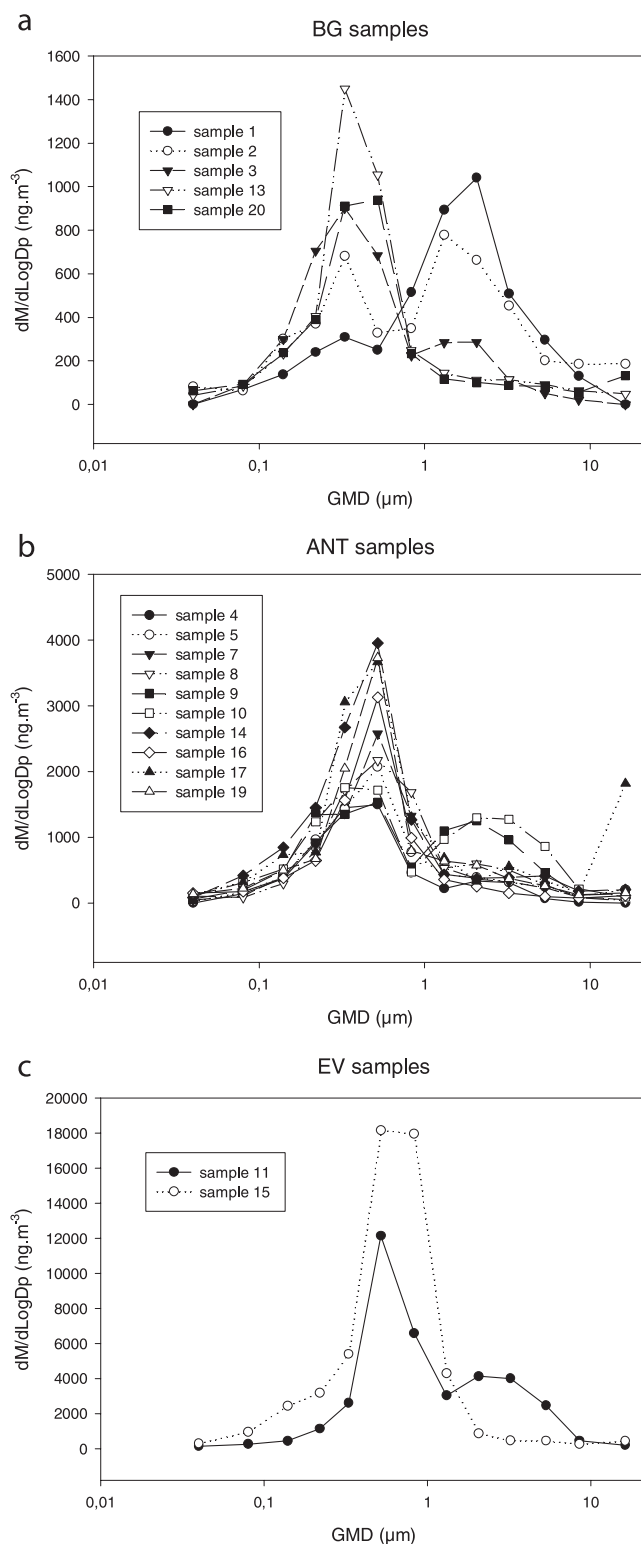 a
BG samples
1600
1400
1200
1000
800
600
400
200
0
dM/dLogDp (ng.m-3)
sample 1
sample 2
sample 3
sample 13
sample 20
0,01
0,1
1
10
GMD (µm)
b
ANT samples
5000
4000
3000
2000
1000
0
dM/dLogDp (ng.m-3)
sample 4
sample 5
sample 7
sample 8
sample 9
sample 10
sample 14
sample 16
sample 17
sample 19
0,01
0,1
1
10
GMD (µm)
c
EV samples
20000
18000
16000
14000
12000
10000
8000
6000
4000
2000
0
dM/dLogDp (ng.m-3)
sample 11
sample 15
0,01
0,1
1
10
GMD (µm)